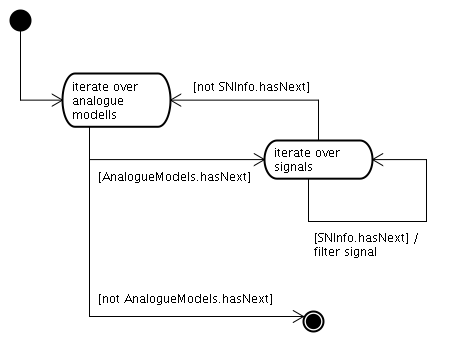 iterate over
analogue
modells
[not SNInfo.hasNext]
iterate over
signals
[AnalogueModels.hasNext]
[SNInfo.hasNext] /
filter signal
[not AnalogueModels.hasNext]